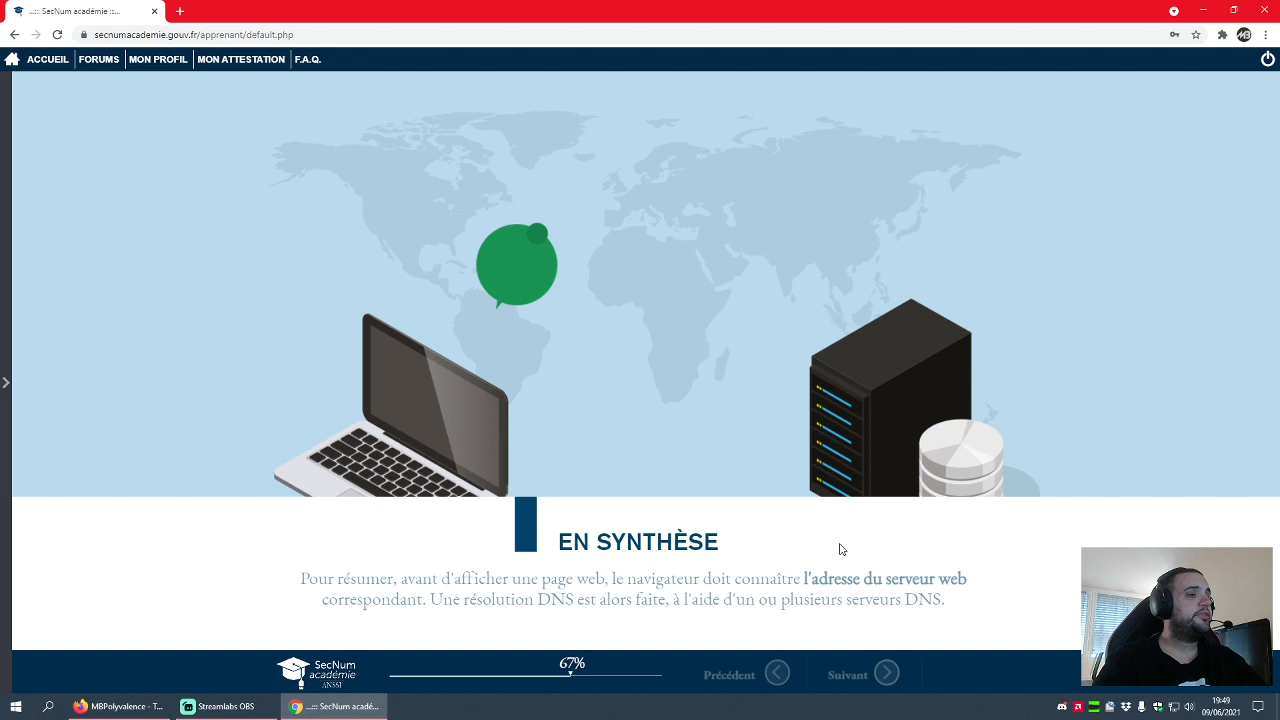 ..:: SecNum académie ::..
secnumacademie.gouv.fr/apprenant/default.php
ACCUEIL FORUMS MON PROFIL MON ATTESTATION F.A.Q.
EN SYNTHÈSE
Pour résumer, avant d'afficher une page web, le navigateur doit connaître l'adresse du serveur web
correspondant. Une résolution DNS est alors faite, à l'aide d'un ou plusieurs serveurs DNS.
SecNum
académie
ANSSI
67%
Précédent
Suivant
MBPolyvalence - T...
Streamlabs OBS
..:: SecNum acadé...
19:49
09/06/2021